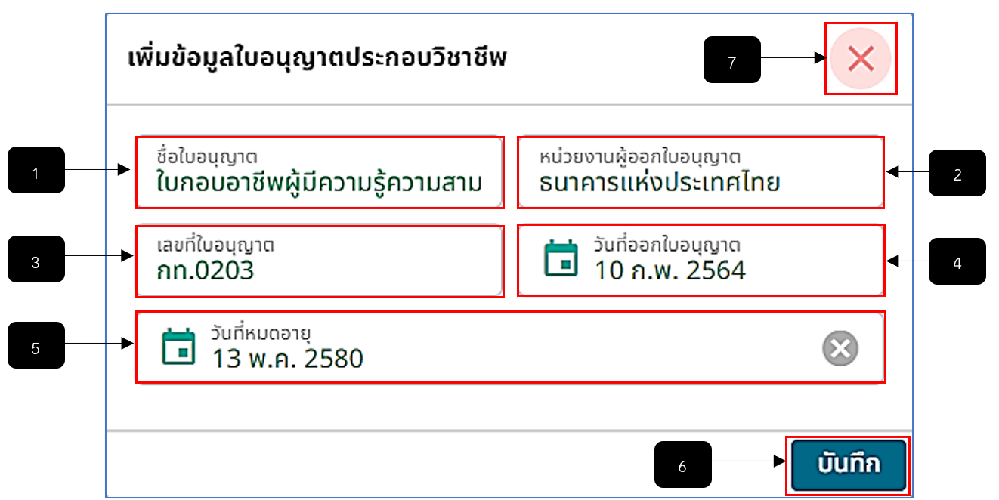 เพิ่มข้อมูลใบอนุญาตประกอบวิชาชีพ
7
1
ชื่อใบอนุญาต
ใบกอบอาชีพผู้มีความรู้ความสาม
หน่วยงานผู้ออกใบอนุญาต
ธนาคารแห่งประเทศไทย
2
3
เลขที่ใบอนุญาต
กท.0203
วันที่ออกใบอนุญาต
10 ก.พ. 2564
4
5
วันที่หมดอายุ
13 พ.ค. 2580
6
บันทึก